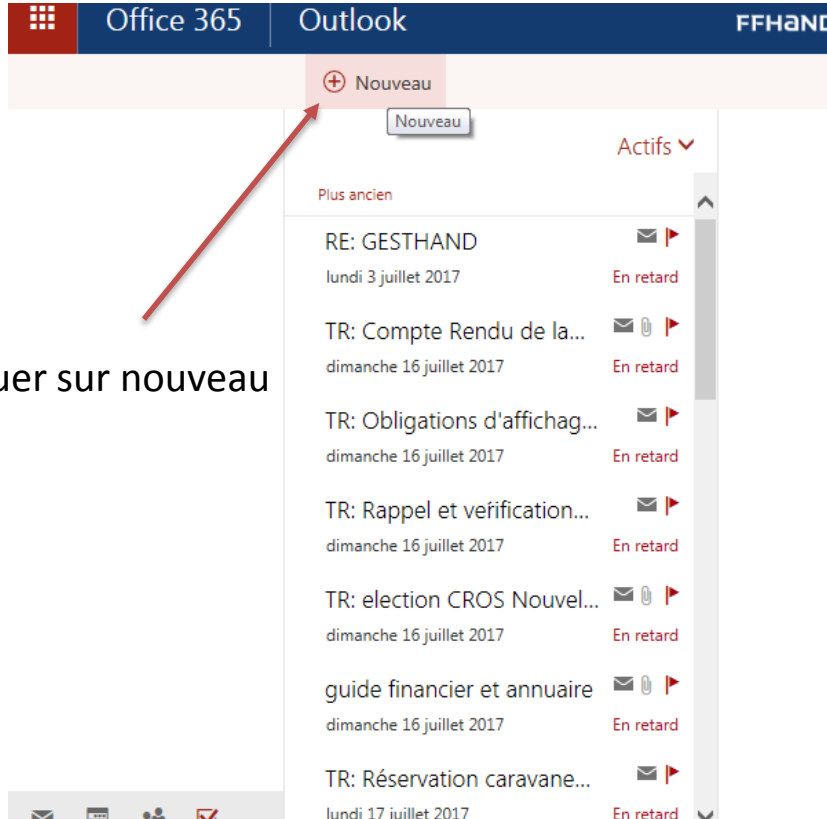 Office 365 Outlook FFHAND
Nouveau
Nouveau
Actifs
Plus ancien
RE: GESTHAND
lundi 3 juillet 2017 En retard
TR: Compte Rendu de la...
dimanche 16 juillet 2017 En retard
uer sur nouveau
TR: Obligations d'affichag...
dimanche 16 juillet 2017 En retard
TR: Rappel et veŕification...
dimanche 16 juillet 2017 En retard
TR: election CROS Nouvel...
dimanche 16 juillet 2017 En retard
guide financier et annuaire
dimanche 16 juillet 2017 En retard
TR: Réservation caravane...
lundi 17 juillet 2017 En retard